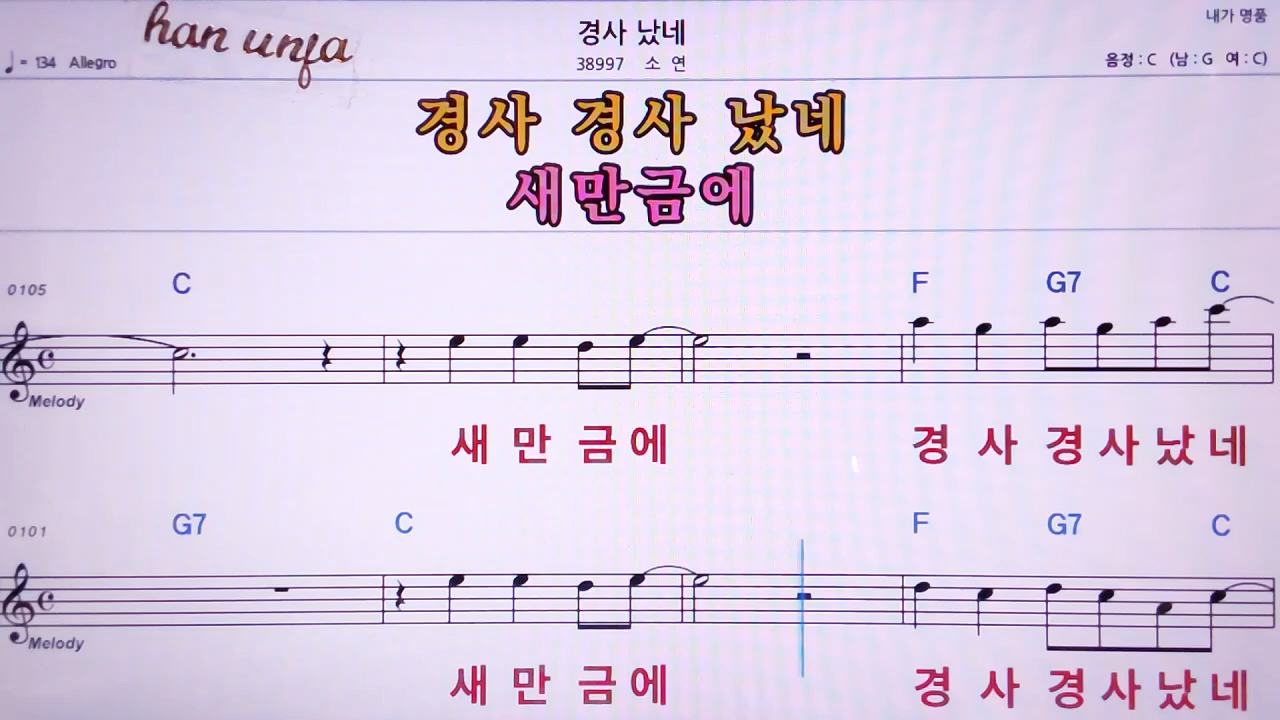 han unfa
경사 났네
내가 명품
♩= 134 Allegro
38997 소 연
음정 : C (남 : G 여 : C)
경사 경사 났네
새만금에
0105 C F G7 C
Melody
새 만 금 에 경 사 경 사 났 네
0101 G7 C F G7 C
Melody
새 만 금 에 경 사 경 사 났 네